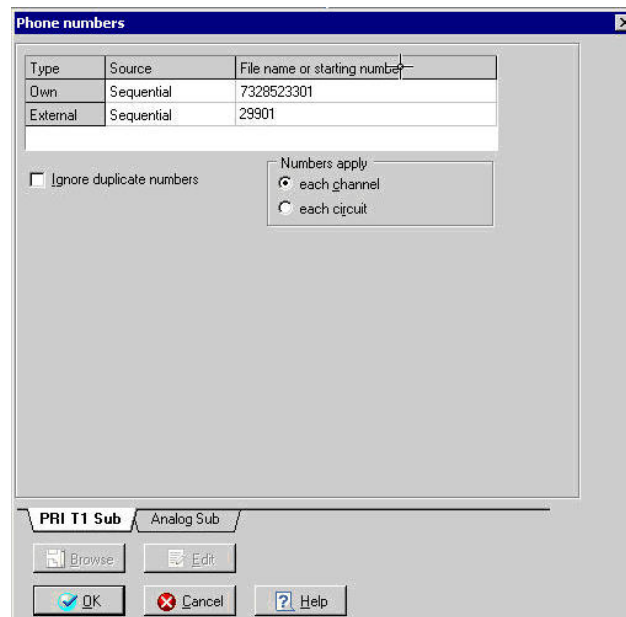 Phone numbers
Type Source File name or starting number
Own Sequential 7328523301
External Sequential 29901
Ignore duplicate numbers
Numbers apply
each channel
each circuit
PRI T1 Sub Analog Sub
Browse Edit
OK Cancel Help